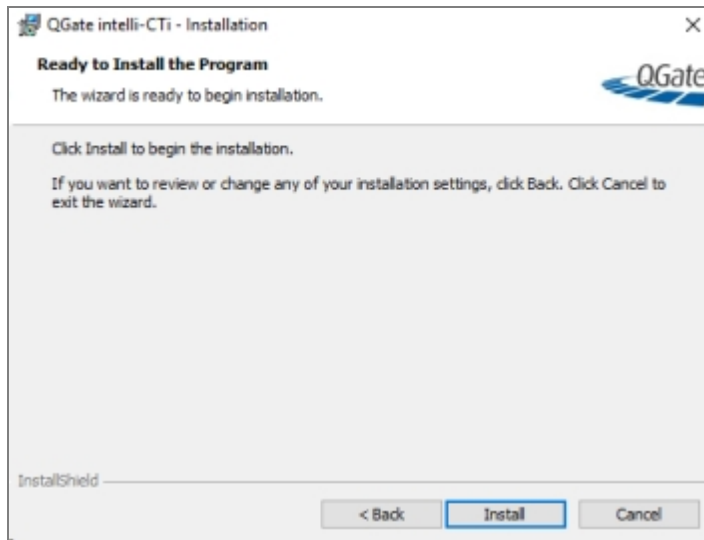 QGate intelli-CTi - Installation
Ready to Install the Program
QGate
The wizard is ready to begin installation.
Click Install to begin the installation.
If you want to review or change any of your installation settings, click Back. Click Cancel to
exit the wizard.
InstallShield
< Back
Install
Cancel